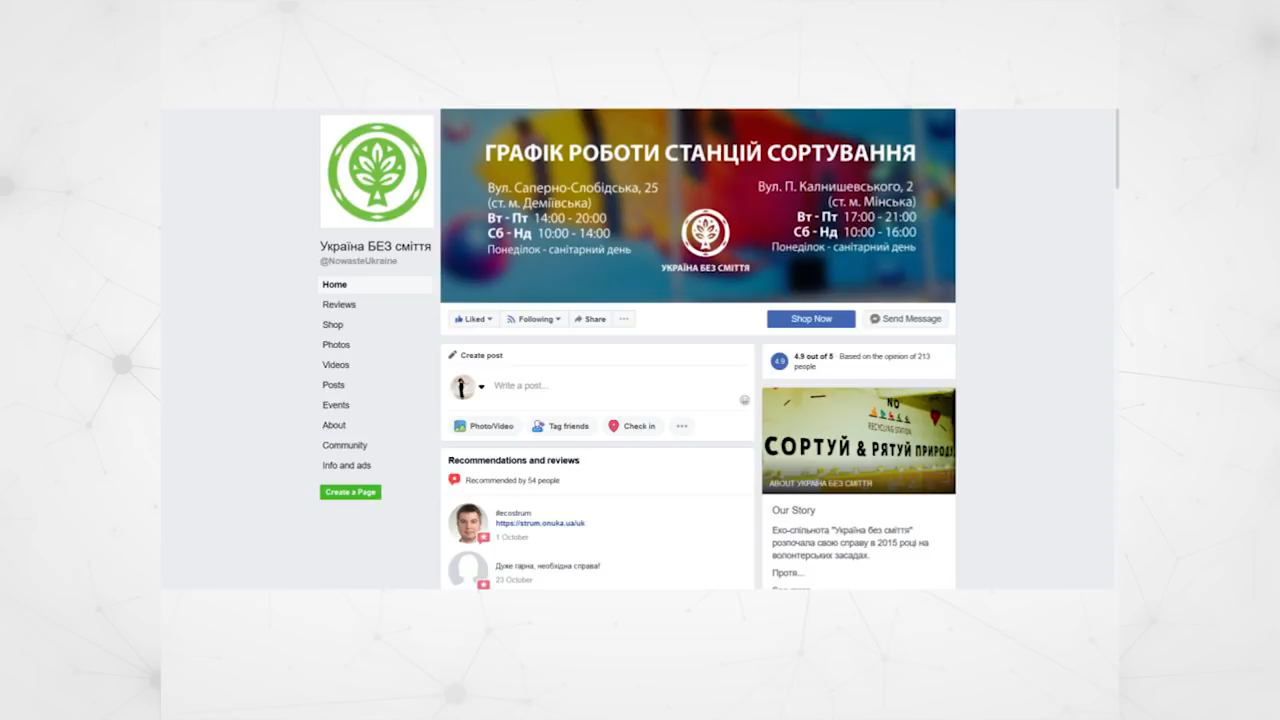 ГРАФІК РОБОТИ СТАНЦІЙ СОРТУВАННЯ
Вул. Саперно-Слобідська, 25
(ст. м. Деміївська)
Вт - Пт 14:00 - 20:00
Сб - Нд 10:00 - 14:00
Понеділок - санітарний день
Вул. П. Калнишевського, 2
(ст. м. Мінська)
Вт - Пт 17:00 - 21:00
Сб - Нд 10:00 - 16:00
Понеділок - санітарний день
УКРАЇНА БЕЗ СМІТТЯ
Україна БЕЗ сміття
@NowasteUkraine
Home
Reviews
Shop
Photos
Videos
Posts
Events
About
Community
Info and ads
Create a Page
Liked
Following
Share
Shop Now
Send Message
Create post
Write a post...
Photo/Video
Tag friends
Check in
Recommendations and reviews
Recommended by 54 people
#ecostrum
https://strum.onuka.ua/uk
1 October
Дуже гарна, необхідна справа!
23 October
4.9
4.9 out of 5 · Based on the opinion of 213
people
NO
RECYCLING STATION
СОРТУЙ & РЯТУЙ ПРИРОДУ
ABOUT УКРАЇНА БЕЗ СМІТТЯ
Our Story
Еко-спільнота "Україна без сміття"
розпочала свою справу в 2015 році на
волонтерських засадах.
Протя...